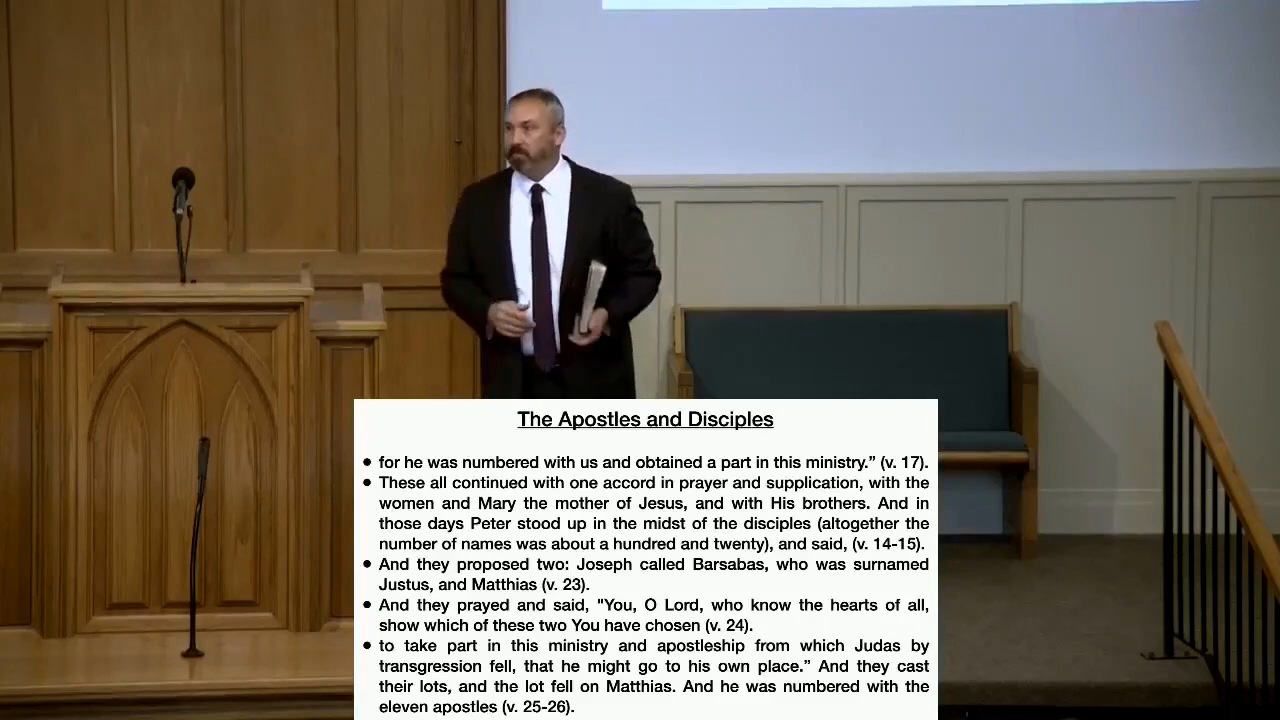 The Apostles and Disciples
• for he was numbered with us and obtained a part in this ministry.” (v. 17).
• These all continued with one accord in prayer and supplication, with the
women and Mary the mother of Jesus, and with His brothers. And in
those days Peter stood up in the midst of the disciples (altogether the
number of names was about a hundred and twenty), and said, (v. 14-15).
• And they proposed two: Joseph called Barsabas, who was surnamed
Justus, and Matthias (v. 23).
• And they prayed and said, "You, O Lord, who know the hearts of all,
show which of these two You have chosen (v. 24).
• to take part in this ministry and apostleship from which Judas by
transgression fell, that he might go to his own place.” And they cast
their lots, and the lot fell on Matthias. And he was numbered with the
eleven apostles (v. 25-26).